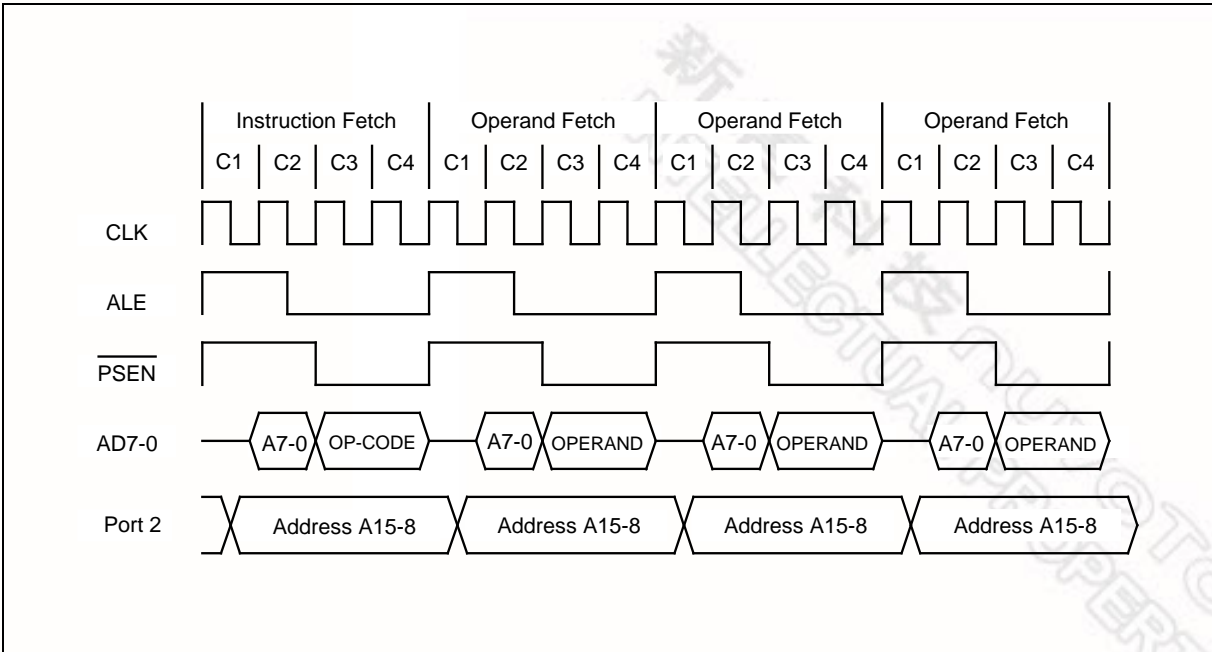 Instruction Fetch Operand Fetch Operand Fetch Operand Fetch
C1 C2 C3 C4 C1 C2 C3 C4 C1 C2 C3 C4 C1 C2 C3 C4
CLK
ALE
PSEN
AD7-0 A7-0 OP-CODE A7-0 OPERAND A7-0 OPERAND A7-0 OPERAND
Port 2 Address A15-8 Address A15-8 Address A15-8 Address A15-8